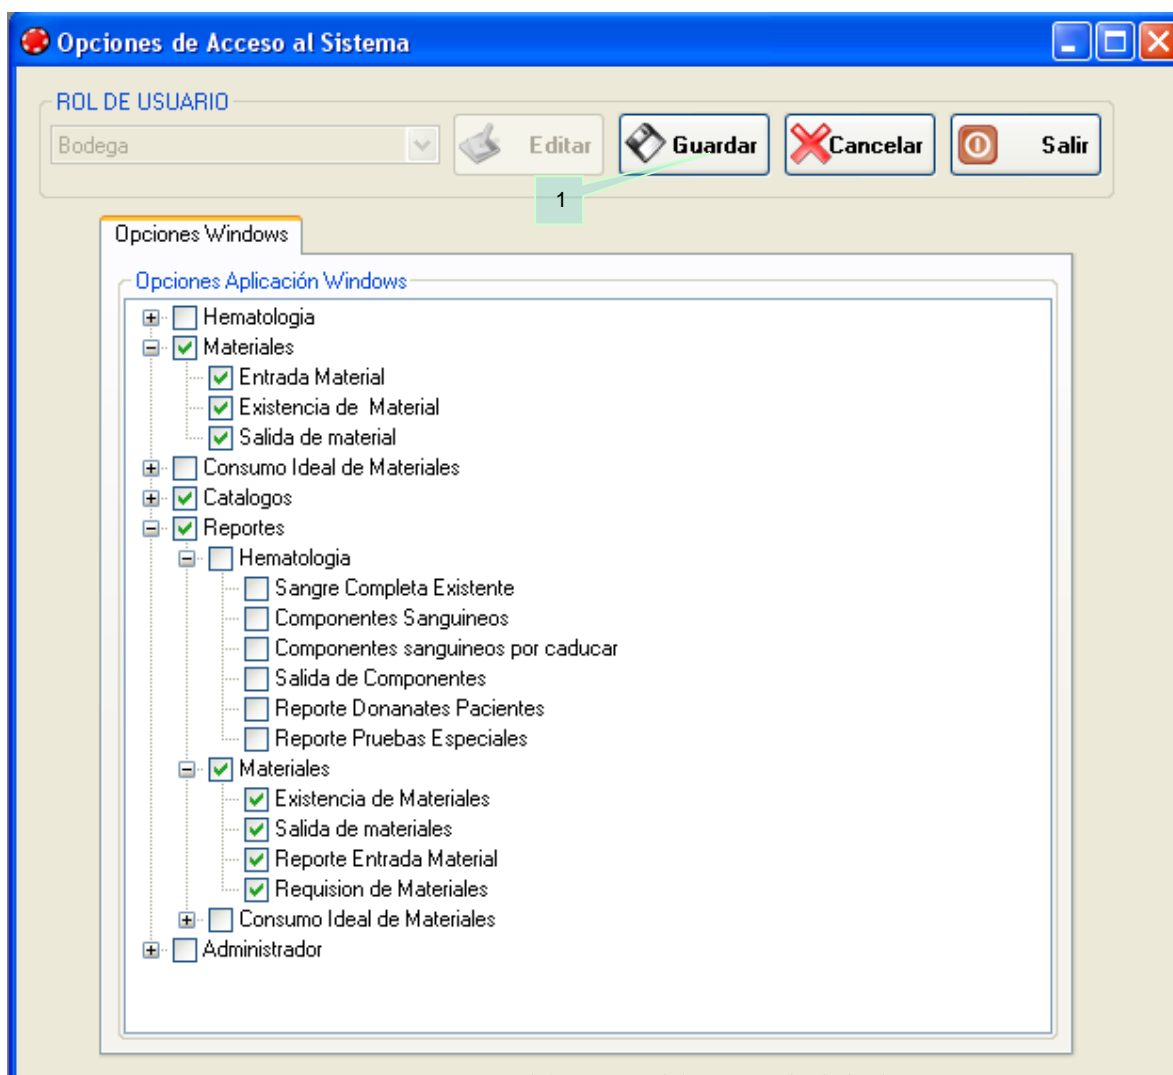 Opciones de Acceso al Sistema
ROL DE USUARIO
Bodega
Editar
Guardar
Cancelar
Salir
1
Opciones Windows
Opciones Aplicación Windows
Hematologia
Materiales
Entrada Material
Existencia de  Material
Salida de material
Consumo Ideal de Materiales
Catalogos
Reportes
Hematologia
Sangre Completa Existente
Componentes Sanguineos
Componentes sanguineos por caducar
Salida de Componentes
Reporte Donanates Pacientes
Reporte Pruebas Especiales
Materiales
Existencia de Materiales
Salida de materiales
Reporte Entrada Material
Requision de Materiales
Consumo Ideal de Materiales
Administrador